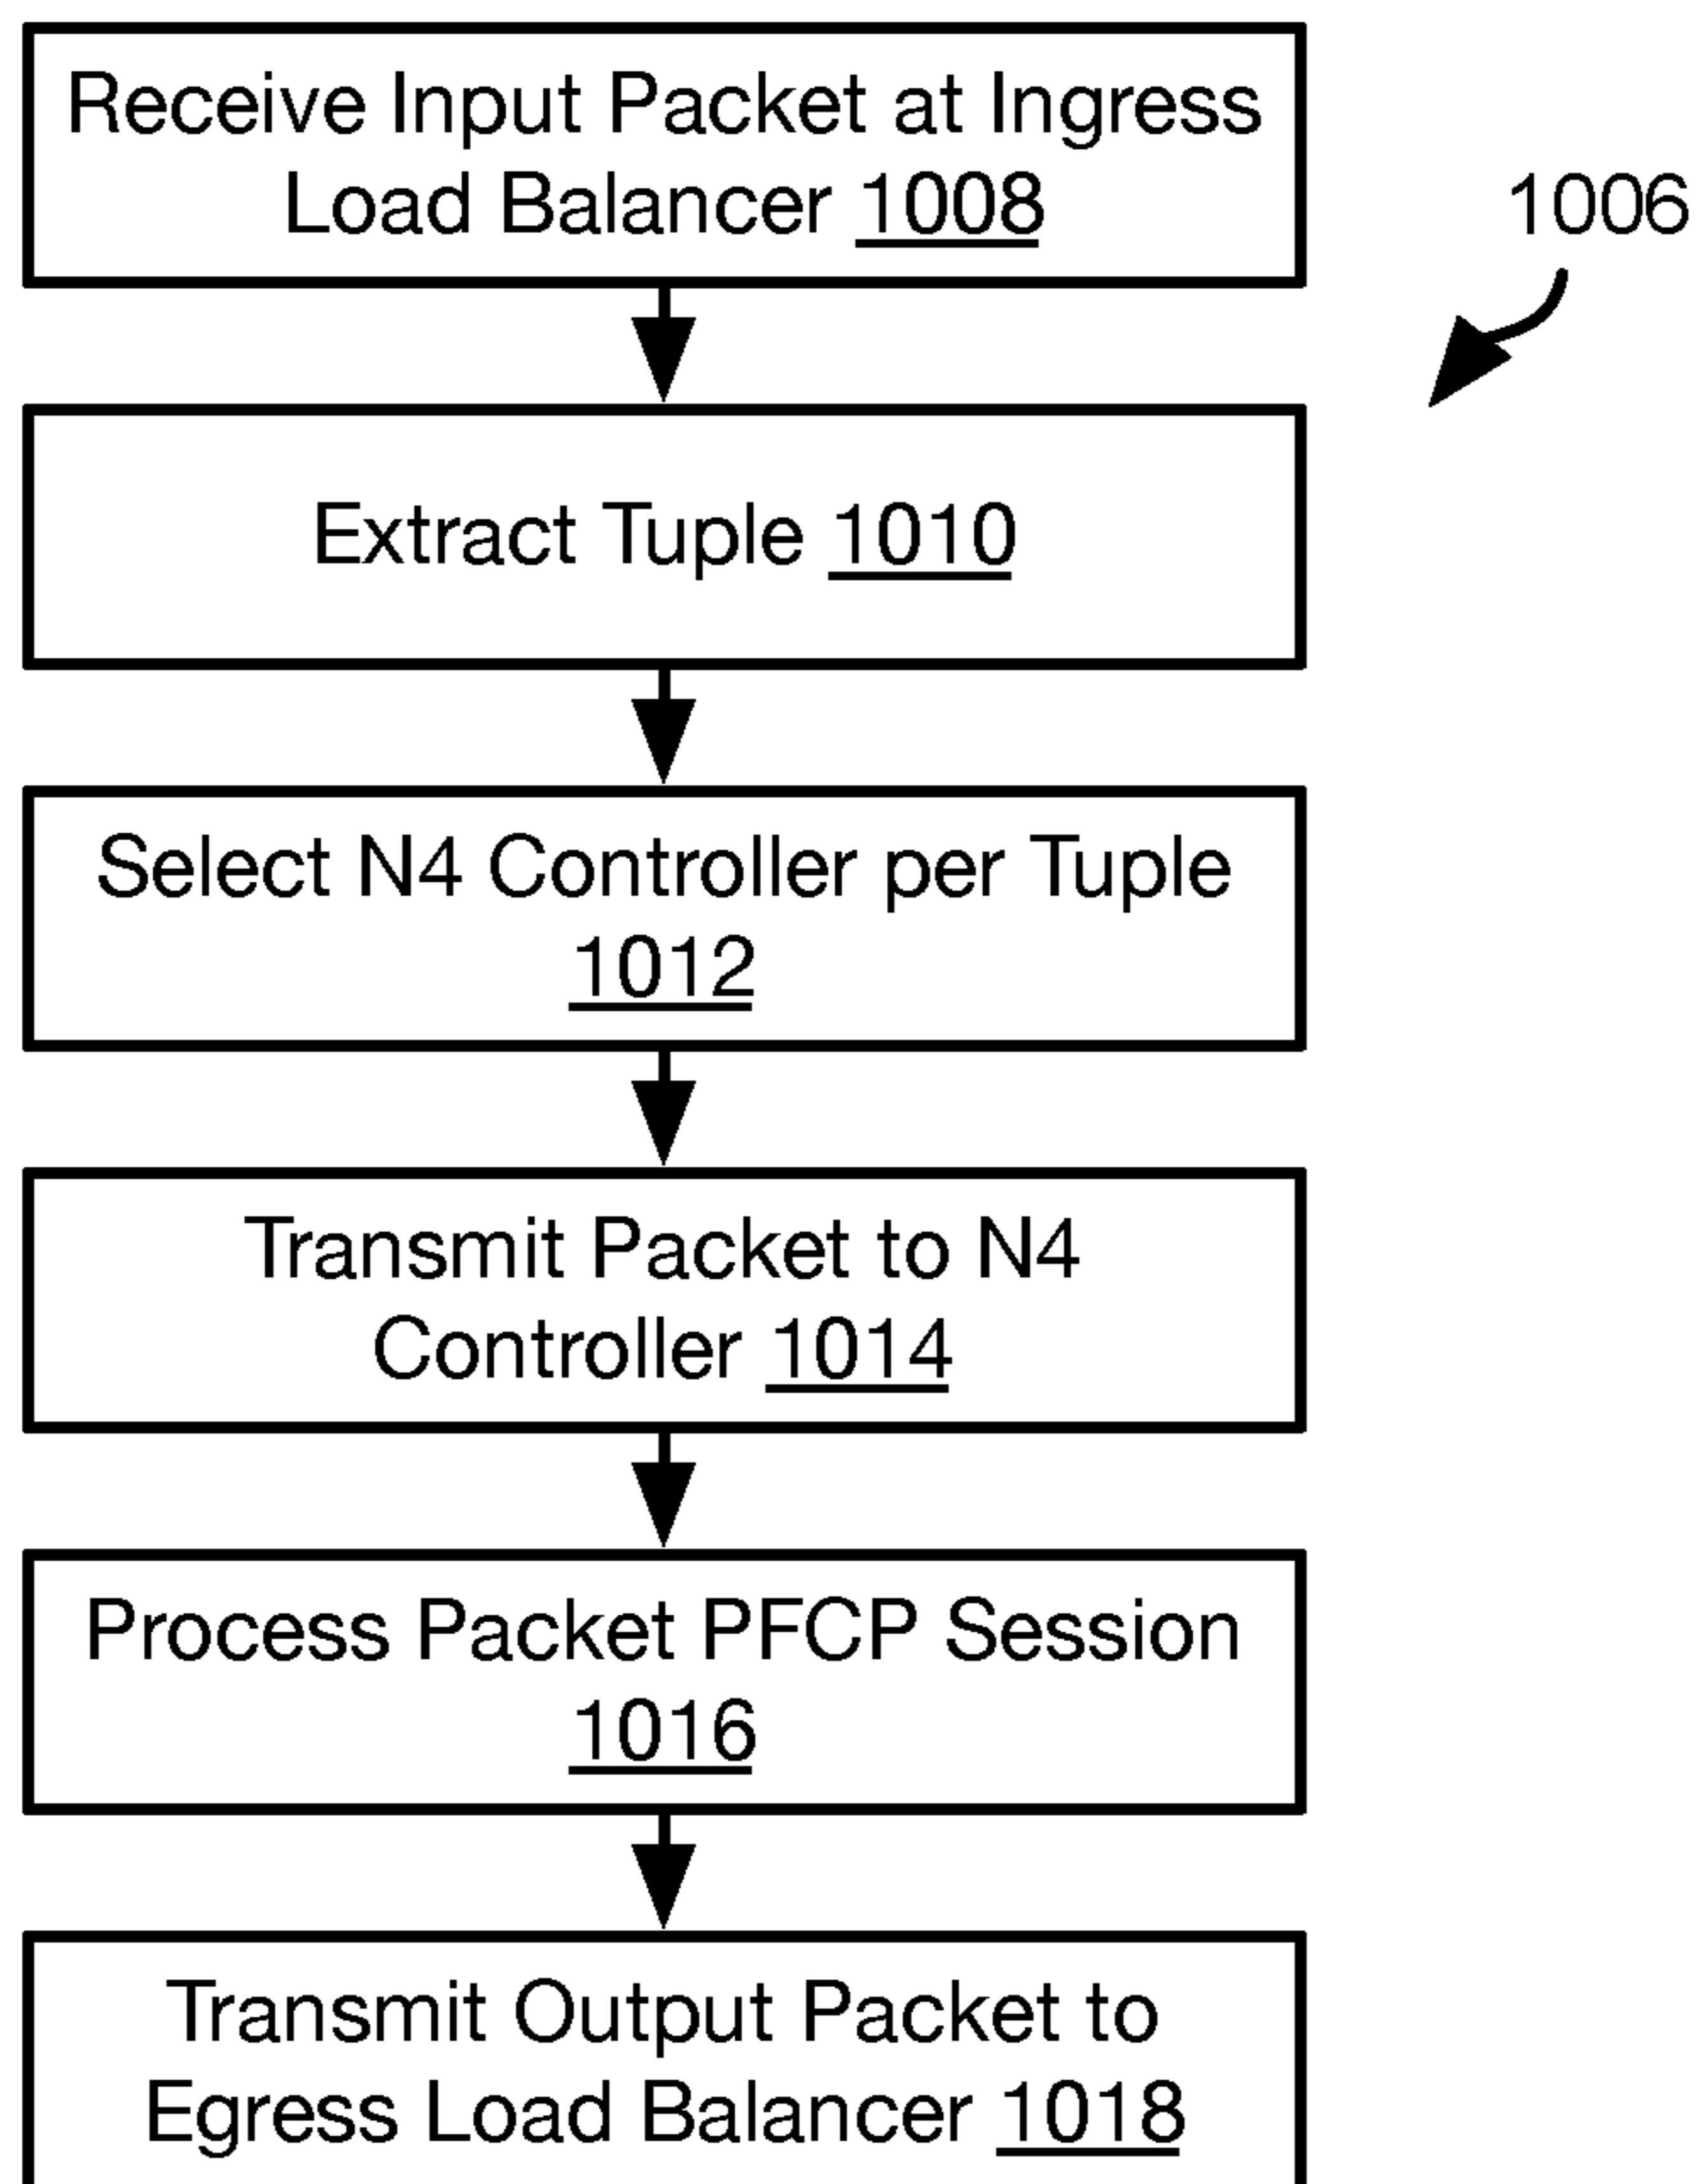 Receive Input Packet at Ingress
Load Balancer 1008
1006
Extract Tuple 1010
Select N4 Controller per Tuple
1012
Transmit Packet to N4
Controller 1014
Process Packet PFCP Session
1016
Transmit Output Packet to
Egress Load Balancer 1018